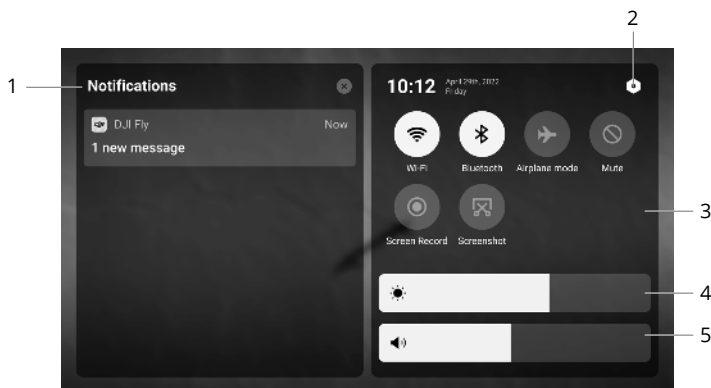 2
1
Notifications
DJI Fly
Now
1 new message
10:12
April 29th, 2022
Friday
Wi-Fi
Bluetooth
Airplane mode
Mute
Screen Record
Screenshot
3
4
5